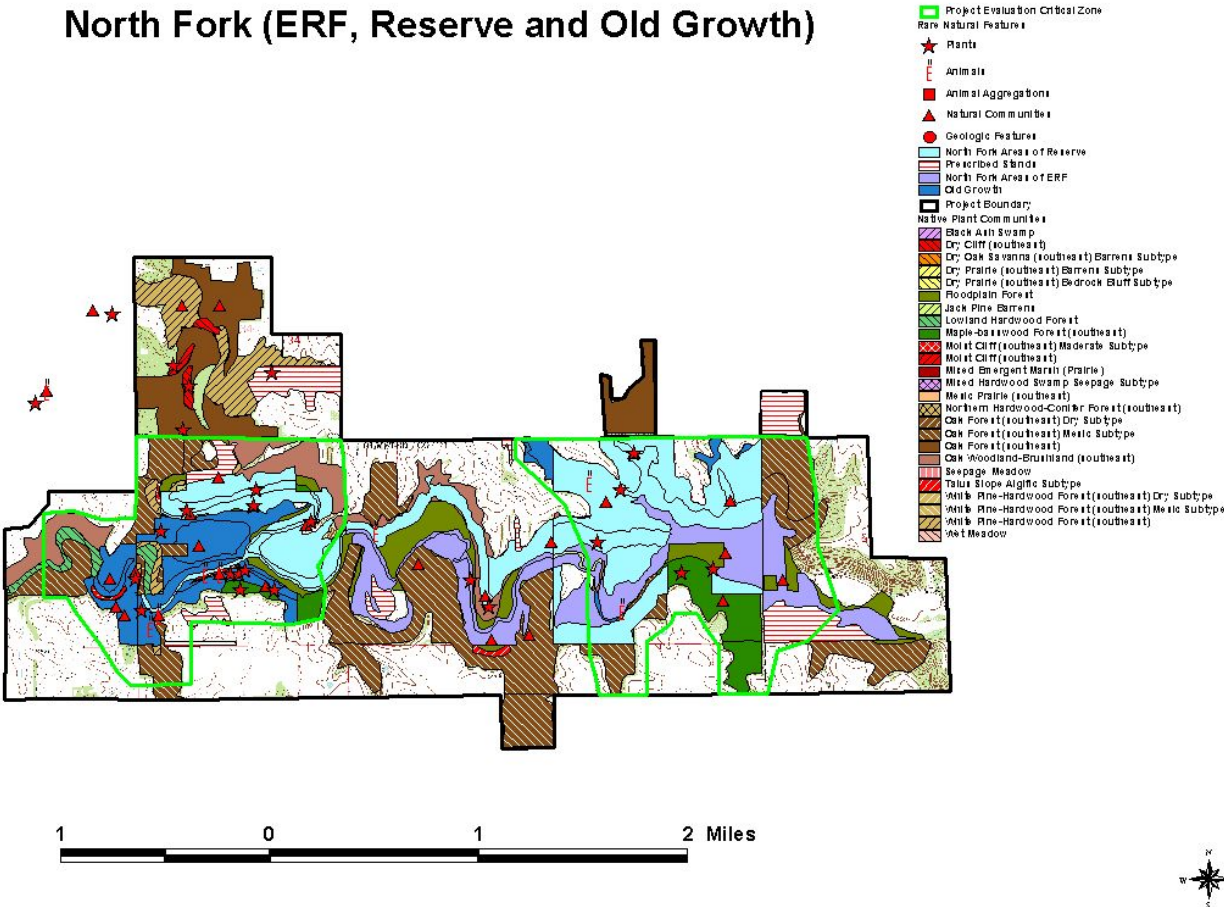 North Fork (ERF, Reserve and Old Growth)
Project Evaluation Critical Zone
Rare Natural Features
Plants
Animals
Animal Aggregations
Natural Communities
Geologic Features
North Fork Areas of Reserve
Prescribed Stands
North Fork Areas of ERF
Old Growth
Project Boundary
Native Plant Communities
Black Ash Swamp
Dry Cliff (southeast)
Dry Oak Savanna (southeast) Barrens Subtype
Dry Prairie (southeast) Barrens Subtype
Dry Prairie (southeast) Bedrock Bluff Subtype
Floodplain Forest
Jack Pine Barrens
Lowland Hardwood Forest
Maple-basswood Forest (southeast)
Moist Cliff (southeast) Maderate Subtype
Moist Cliff (southeast)
Mixed Emergent Marsh (Prairie)
Mixed Hardwood Swamp Seepage Subtype
Mesic Prairie (southeast)
Northern Hardwood-Conifer Forest (southeast)
Oak Forest (southeast) Dry Subtype
Oak Forest (southeast) Mesic Subtype
Oak Forest (southeast)
Oak Woodland-Brushland (southeast)
Seepage Meadow
Talus Slope Algific Subtype
White Pine-Hardwood Forest (southeast) Dry Subtype
White Pine-Hardwood Forest (southeast) Mesic Subtype
White Pine-Hardwood Forest (southeast)
Wet Meadow
34
1 0 1 2 Miles
N
W
S